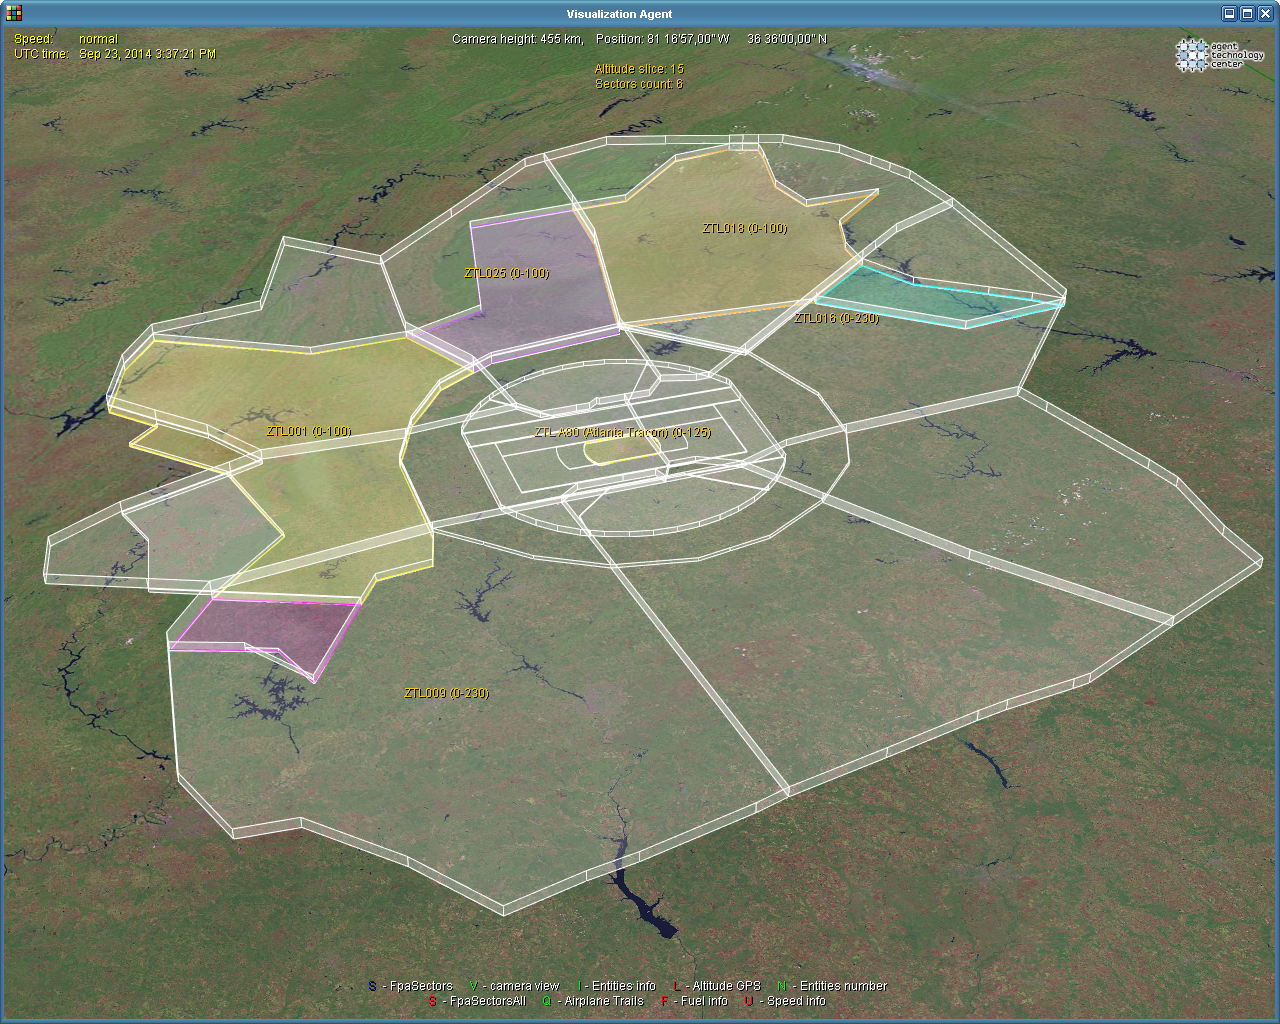 Visualization Agent
Speed: normal
UTC time: Sep 23, 2014 3:37:21 PM
Camera height: 455 km, Position: 81 16'57,00" W 36 36'00,00" N
Altitude slice: 15
Sectors count: 6
agent
technology
center
ZTL018 (0-100)
ZTL025 (0-100)
ZTL016 (0-230)
ZTL001 (0-100)
ZTL A80 (Atlanta Tracon) (0-125)
ZTL009 (0-230)
S - FpaSectors V - camera view I - Entities info L - Altitude GPS N - Entities number
S - FpaSectorsAll Q - Airplane Trails F - Fuel info U - Speed info